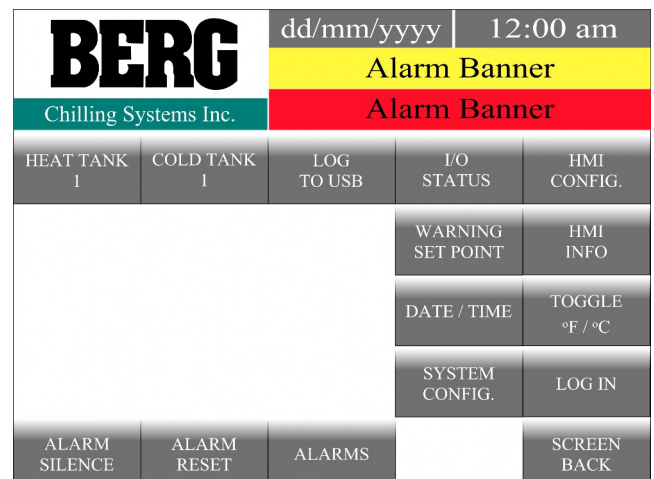 BERG
Chilling Systems Inc.
dd/mm/yyyy 12:00 am
Alarm Banner
Alarm Banner
HEAT TANK
1
COLD TANK
1
LOG
TO USB
I/O
STATUS
HMI
CONFIG.
WARNING
SET POINT
HMI
INFO
DATE / TIME
TOGGLE
ºF / ºC
SYSTEM
CONFIG.
LOG IN
ALARM
SILENCE
ALARM
RESET
ALARMS
SCREEN
BACK